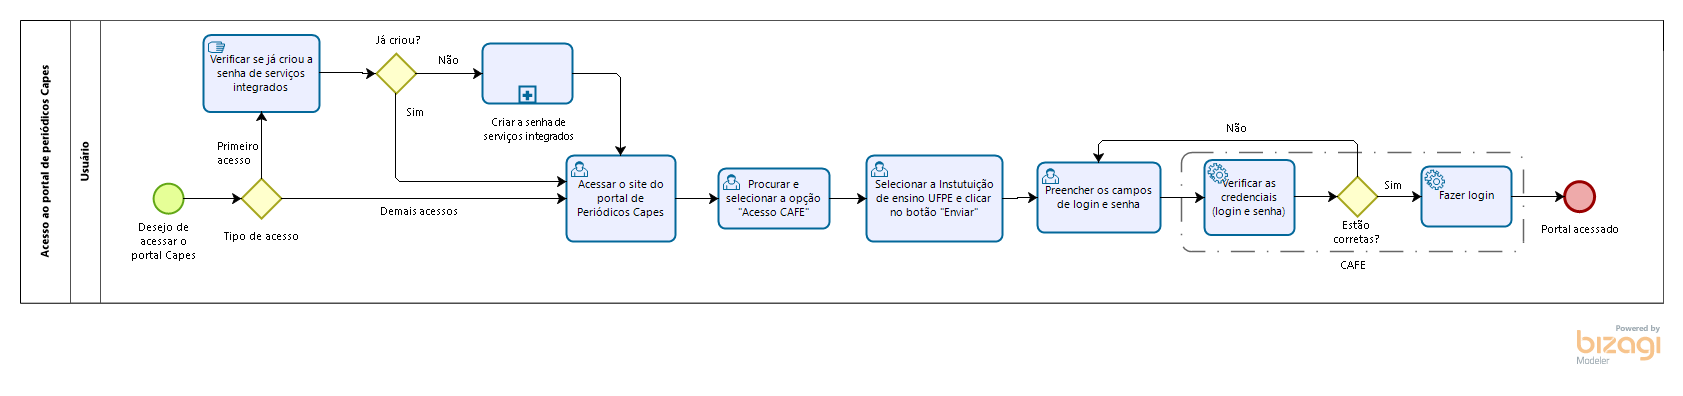 Acesso ao portal de periódicos Capes
Usuário
Desejo de
acessar o
portal Capes
Tipo de acesso
Primeiro
acesso
Demais acessos
Verificar se já criou a
senha de serviços
integrados
Já criou?
Não
Sim
Criar a senha de
serviços integrados
Acessar o site do
portal de
Periódicos Capes
Procurar e
selecionar a opção
"Acesso CAFE"
Selecionar a Instutuição
de ensino UFPE e clicar
no botão "Enviar"
Preencher os campos
de login e senha
Verificar as
credenciais
(login e senha)
Não
Estão
corretas?
Sim
Fazer login
CAFE
Portal acessado
Powered by
bizagi
Modeler